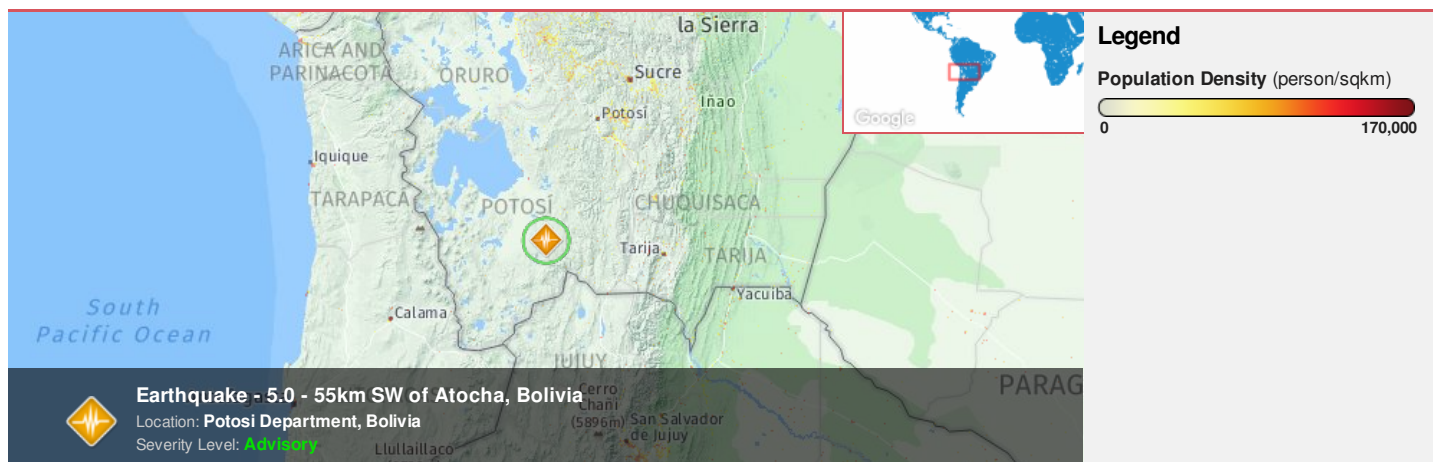 la Sierra
ARICA AND
PARINACOTA
ORURO
Sucre
Iñao
Potosí
Iquique
TARAPACÁ
POTOSÍ
CHUQUISACA
Tarija
TARIJA
Yacuiba
South
Pacific Ocean
Calama
JUJUY
PARAG
Cerro
Chañi
(5896m)
San Salvador
de Jujuy
Llullaillaco
Google
Earthquake - 5.0 - 55km SW of Atocha, Bolivia
Location: Potosi Department, Bolivia
Severity Level: Advisory
Legend
Population Density (person/sqkm)
0 170,000